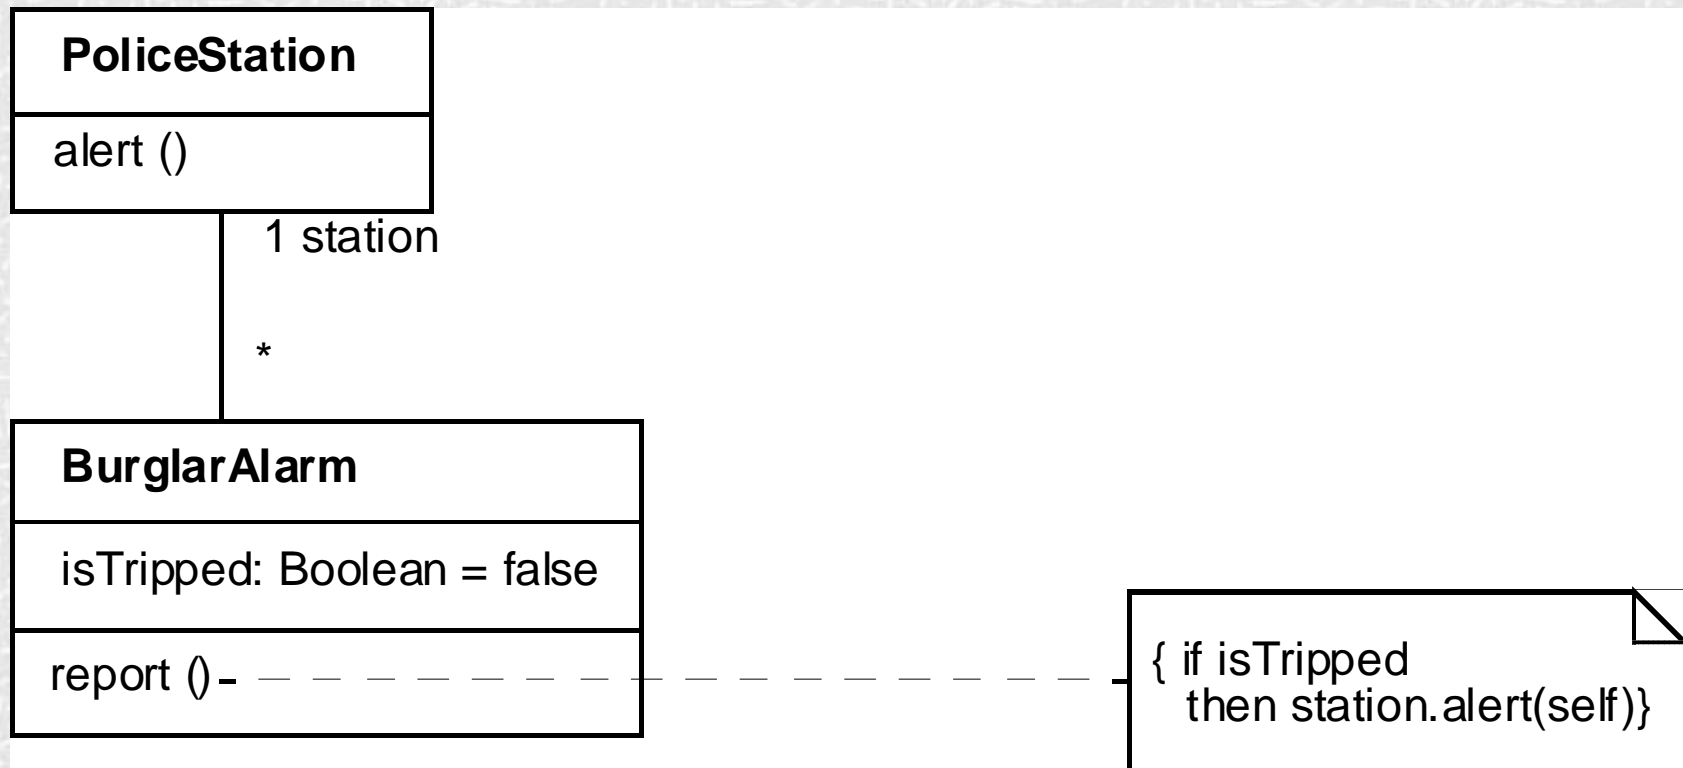 PoliceStation
alert ()
1 station
*
BurglarAlarm
isTripped: Boolean = false
report ()
{ if isTripped
then station.alert(self)}